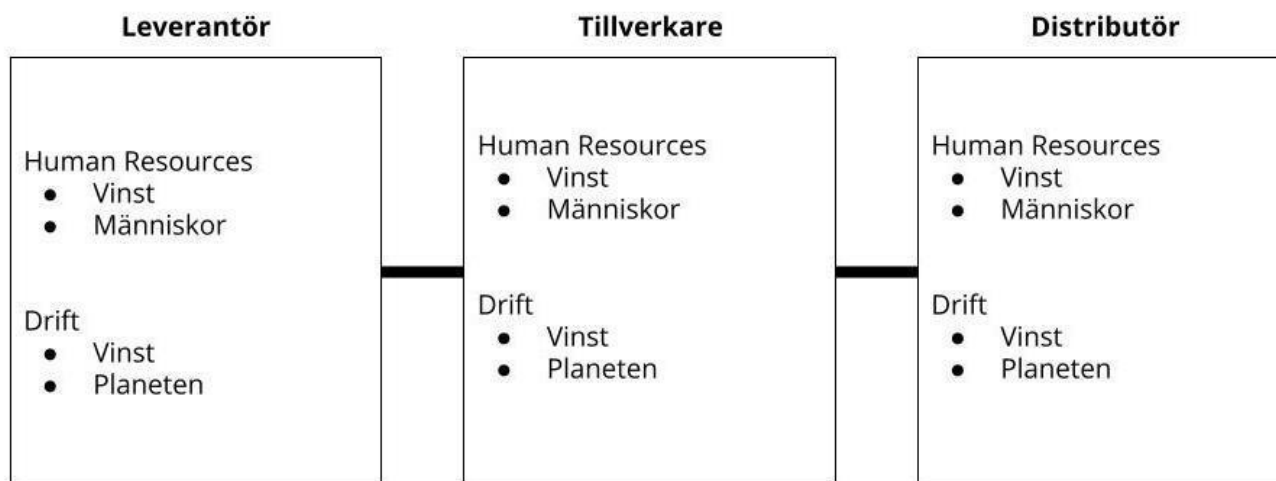 Leverantör
Human Resources
● Vinst
● Människor
Drift
● Vinst
● Planeten
Tillverkare
Human Resources
● Vinst
● Människor
Drift
● Vinst
● Planeten
Distributör
Human Resources
● Vinst
● Människor
Drift
● Vinst
● Planeten